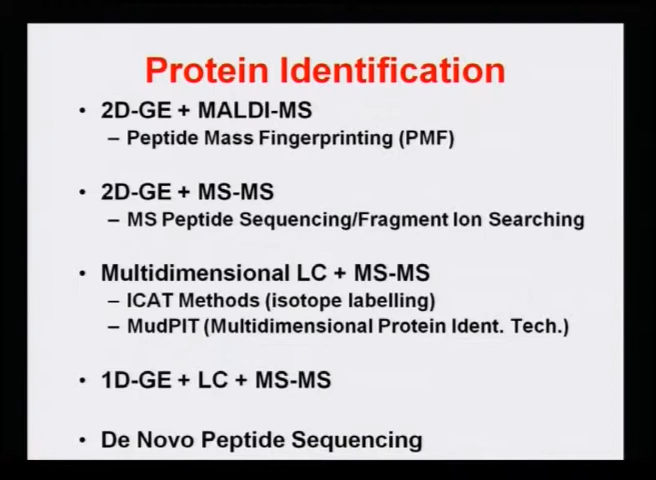 Protein Identification
• 2D-GE + MALDI-MS
– Peptide Mass Fingerprinting (PMF)
• 2D-GE + MS-MS
– MS Peptide Sequencing/Fragment Ion Searching
• Multidimensional LC + MS-MS
– ICAT Methods (isotope labelling)
– MudPIT (Multidimensional Protein Ident. Tech.)
• 1D-GE + LC + MS-MS
• De Novo Peptide Sequencing